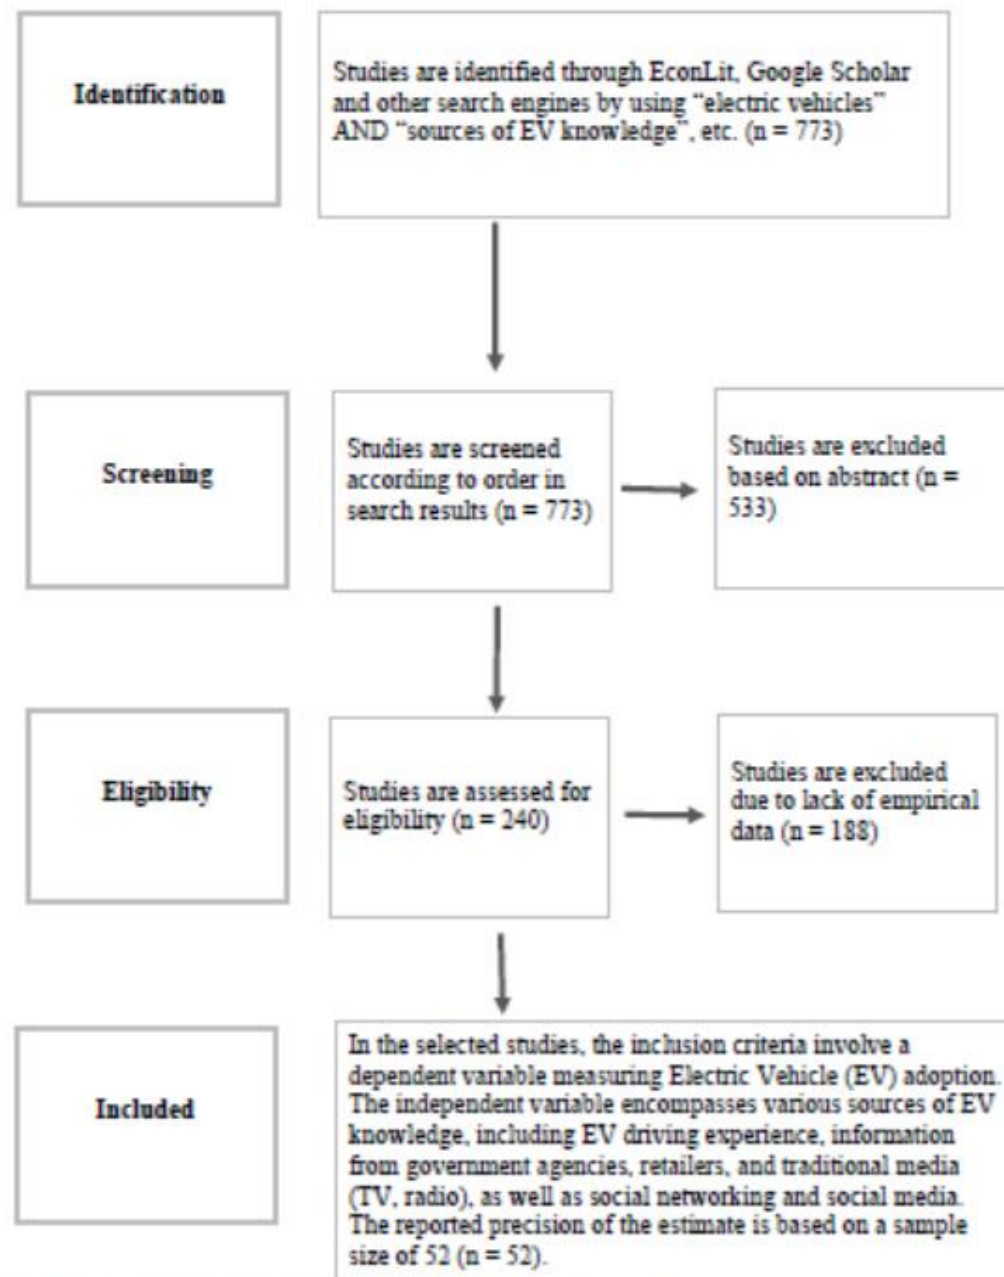 Identification
Studies are identified through EconLit, Google Scholar
and other search engines by using “electric vehicles”
AND “sources of EV knowledge”, etc. (n = 773)
Screening
Studies are screened
according to order in
search results (n = 773)
Studies are excluded
based on abstract (n =
533)
Eligibility
Studies are assessed for
eligibility (n = 240)
Studies are excluded
due to lack of empirical
data (n = 188)
Included
In the selected studies, the inclusion criteria involve a
dependent variable measuring Electric Vehicle (EV) adoption.
The independent variable encompasses various sources of EV
knowledge, including EV driving experience, information
from government agencies, retailers, and traditional media
(TV, radio), as well as social networking and social media.
The reported precision of the estimate is based on a sample
size of 52 (n = 52).